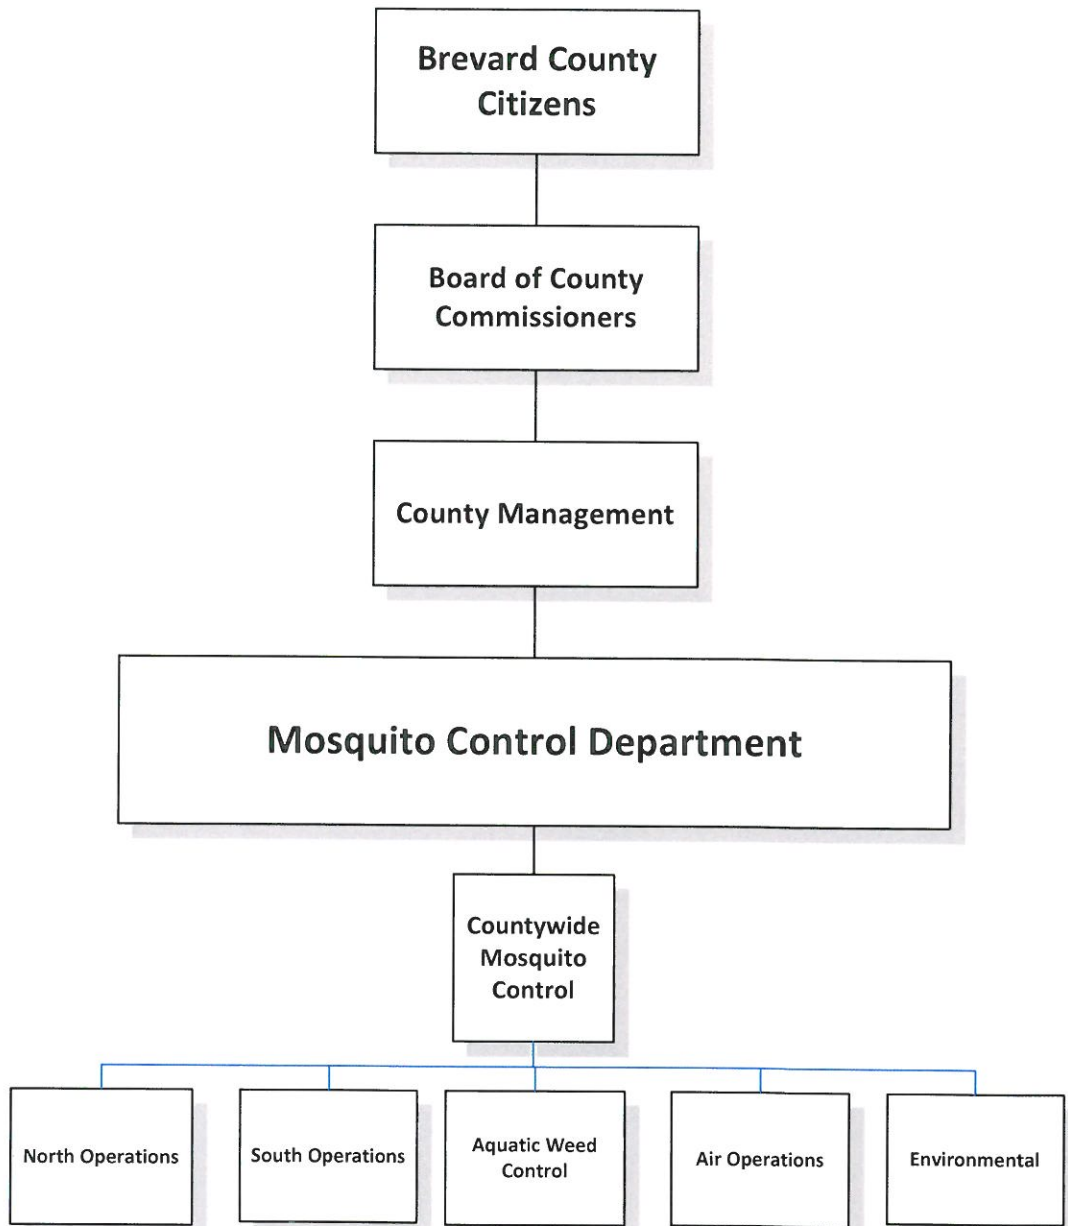 Brevard County
Citizens
Board of County
Commissioners
County Management
Mosquito Control Department
Countywide
Mosquito
Control
North Operations
South Operations
Aquatic Weed
Control
Air Operations
Environmental